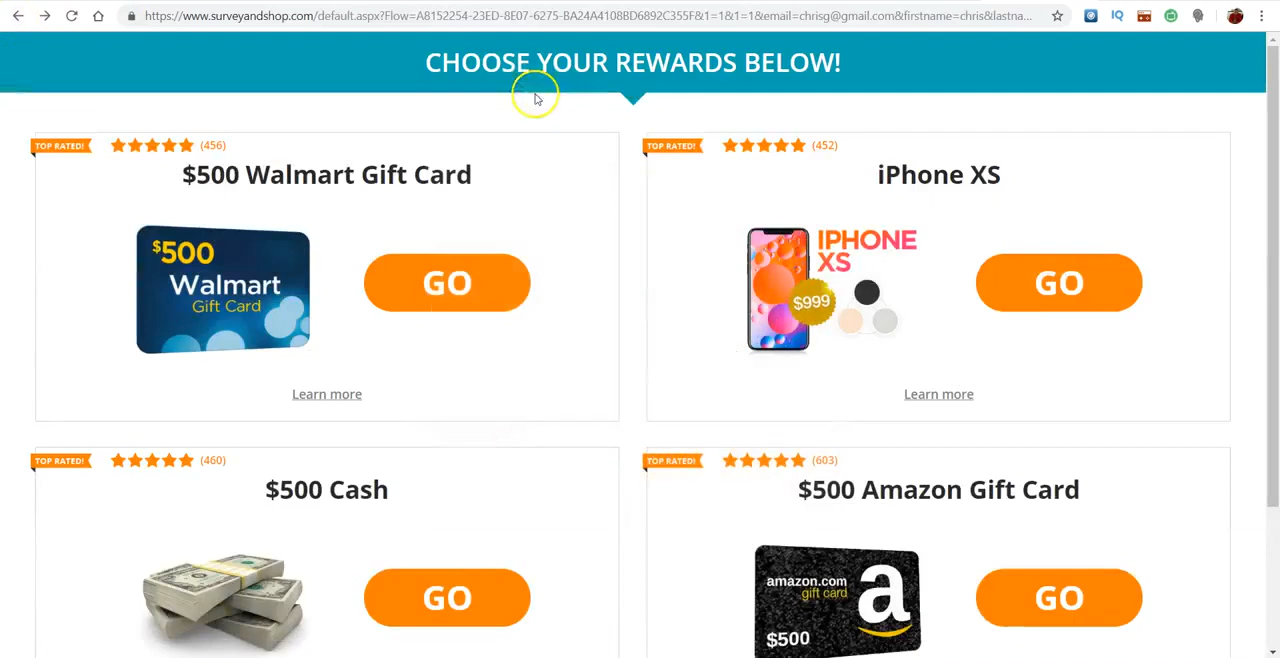 https://www.surveyandshop.com/default.aspx?Flow=A8152254-23ED-8E07-6275-BA24A4108BD6892C355F&1=1&1=1&email=chrisg@gmail.com&firstname=chris&lastna...
IQ
CHOOSE YOUR REWARDS BELOW!
TOP RATED! (456)
$500 Walmart Gift Card
$500
Walmart
Gift Card
GO
Learn more
TOP RATED! (452)
iPhone XS
IPHONE
XS
$999
GO
Learn more
TOP RATED! (460)
$500 Cash
GO
TOP RATED! (603)
$500 Amazon Gift Card
amazon.com
gift card
a
$500
GO